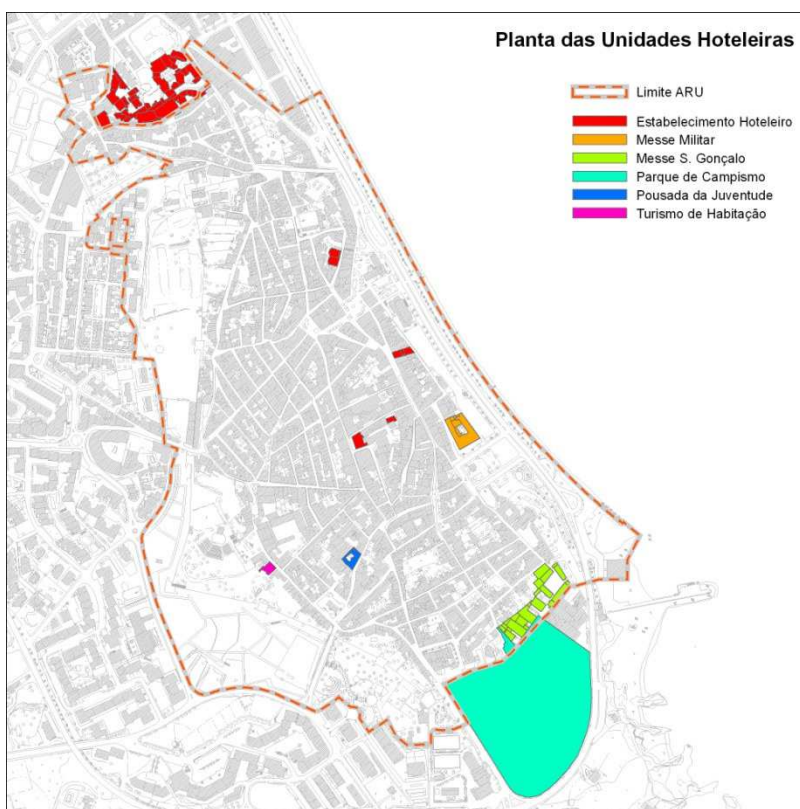 Planta das Unidades Hoteleiras
Limite ARU
Estabelecimento Hoteleiro
Messe Militar
Messe S. Gonçalo
Parque de Campismo
Pousada da Juventude
Turismo de Habitação